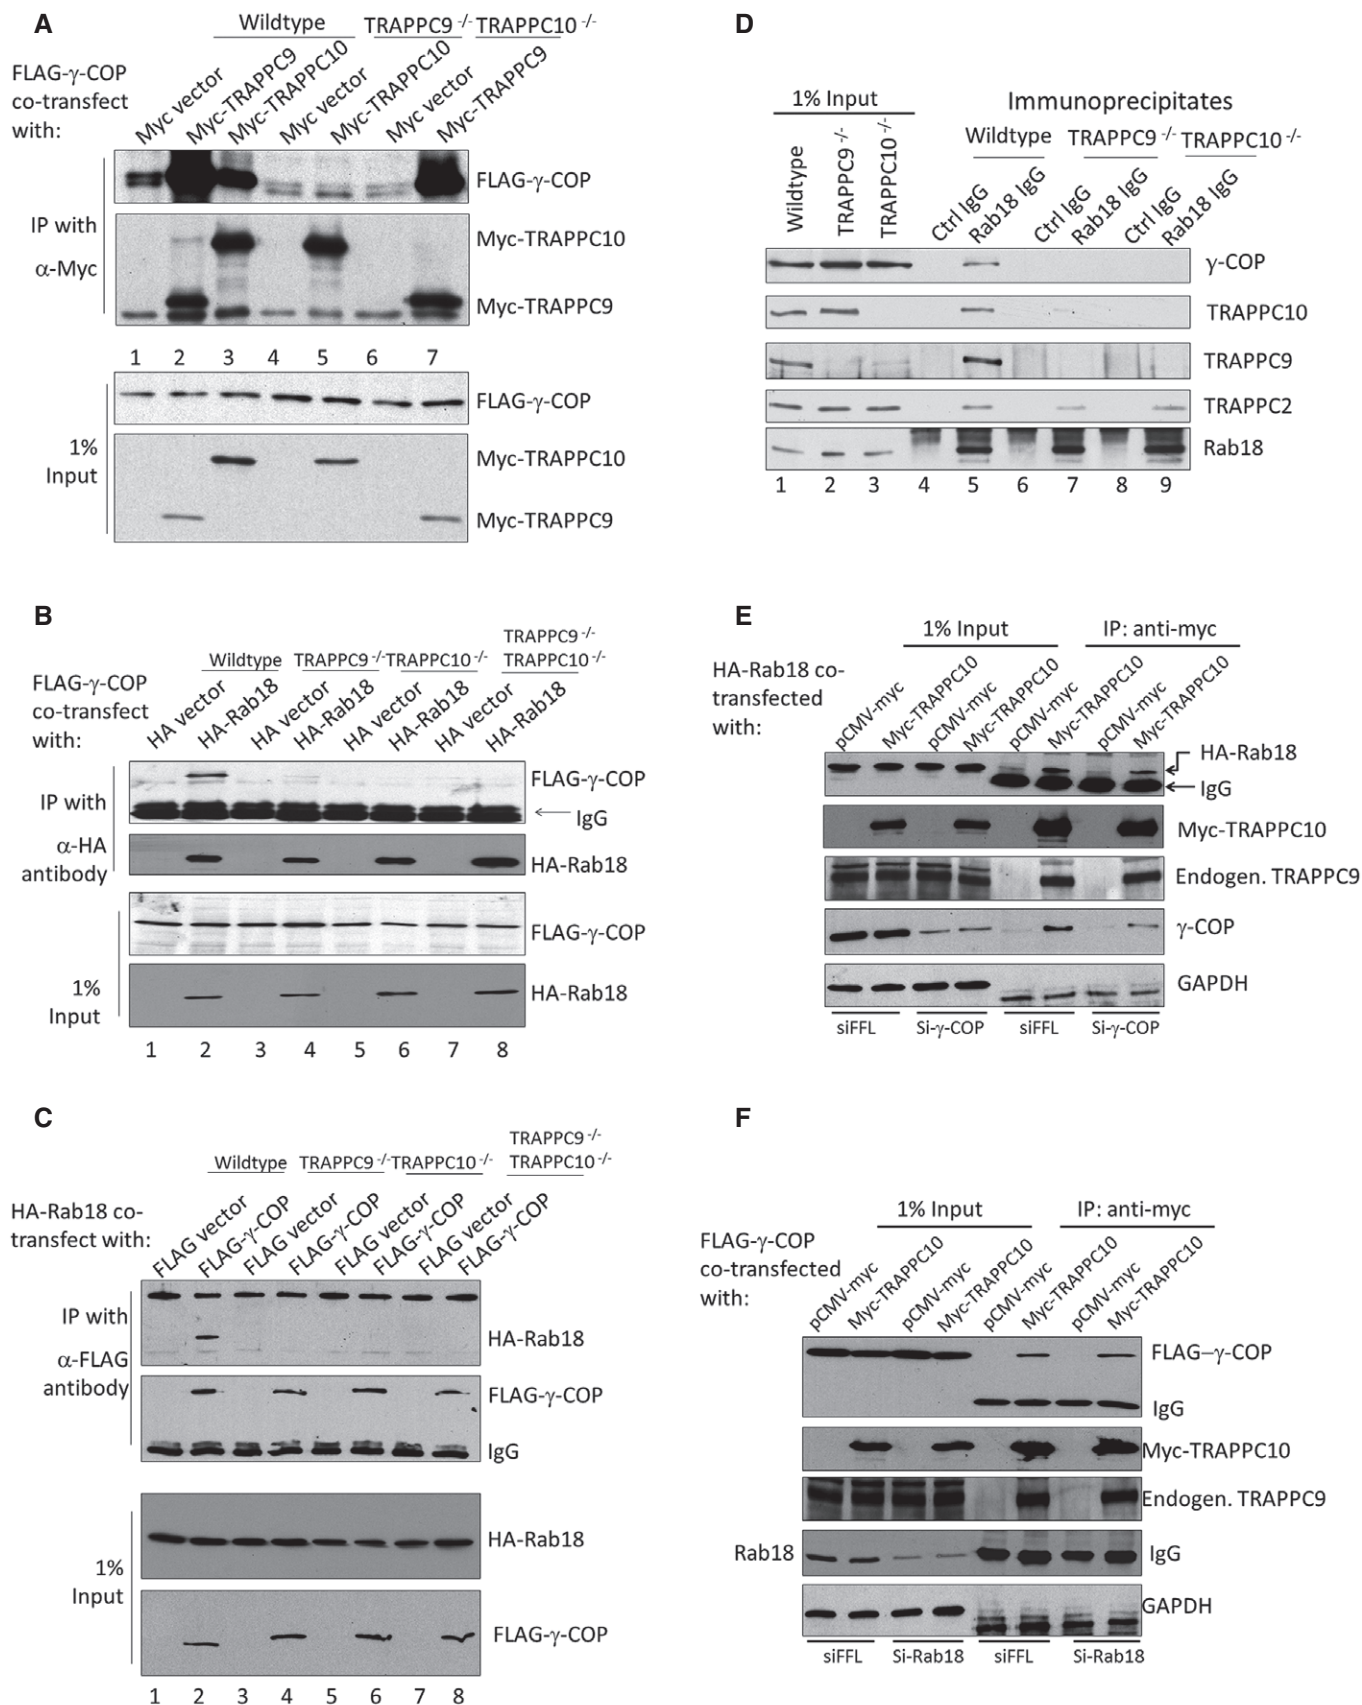 A
Wildtype TRAPPC9 -/- TRAPPC10 -/-
FLAG-γ-COP
co-transfect
with:
Myc vector
Myc-TRAPPC9
Myc-TRAPPC10
Myc vector
Myc-TRAPPC10
Myc vector
Myc-TRAPPC9
IP with
α-Myc
FLAG-γ-COP
Myc-TRAPPC10
Myc-TRAPPC9
1 2 3 4 5 6 7
1%
Input
FLAG-γ-COP
Myc-TRAPPC10
Myc-TRAPPC9
B
TRAPPC9 -/-
Wildtype TRAPPC9 -/- TRAPPC10 -/- TRAPPC10 -/-
FLAG-γ-COP
co-transfect
with:
HA vector
HA-Rab18
HA vector
HA-Rab18
HA vector
HA-Rab18
HA vector
HA-Rab18
IP with
α-HA
antibody
FLAG-γ-COP
IgG
HA-Rab18
1%
Input
FLAG-γ-COP
HA-Rab18
1 2 3 4 5 6 7 8
C
TRAPPC9 -/-
Wildtype TRAPPC9 -/- TRAPPC10 -/- TRAPPC10 -/-
HA-Rab18 co-
transfect with:
FLAG vector
FLAG-γ-COP
FLAG vector
FLAG-γ-COP
FLAG vector
FLAG-γ-COP
FLAG vector
FLAG-γ-COP
IP with
α-FLAG
antibody
HA-Rab18
FLAG-γ-COP
IgG
1%
Input
HA-Rab18
FLAG-γ-COP
1 2 3 4 5 6 7 8
D
1% Input
Immunoprecipitates
Wildtype TRAPPC9 -/- TRAPPC10 -/-
Wildtype
TRAPPC9 -/-
TRAPPC10 -/-
Ctrl IgG
Rab18 IgG
Ctrl IgG
Rab18 IgG
Ctrl IgG
Rab18 IgG
γ-COP
TRAPPC10
TRAPPC9
TRAPPC2
Rab18
1 2 3 4 5 6 7 8 9
E
1% Input IP: anti-myc
HA-Rab18 co-
transfected
with:
pCMV-myc
Myc-TRAPPC10
pCMV-myc
Myc-TRAPPC10
pCMV-myc
Myc-TRAPPC10
pCMV-myc
Myc-TRAPPC10
HA-Rab18
IgG
Myc-TRAPPC10
Endogen. TRAPPC9
γ-COP
GAPDH
siFFL Si-γ-COP siFFL Si-γ-COP
F
1% Input IP: anti-myc
FLAG-γ-COP
co-transfected
with:
pCMV-myc
Myc-TRAPPC10
pCMV-myc
Myc-TRAPPC10
pCMV-myc
Myc-TRAPPC10
pCMV-myc
Myc-TRAPPC10
FLAG–γ-COP
IgG
Myc-TRAPPC10
Endogen. TRAPPC9
Rab18 IgG
GAPDH
siFFL Si-Rab18 siFFL Si-Rab18